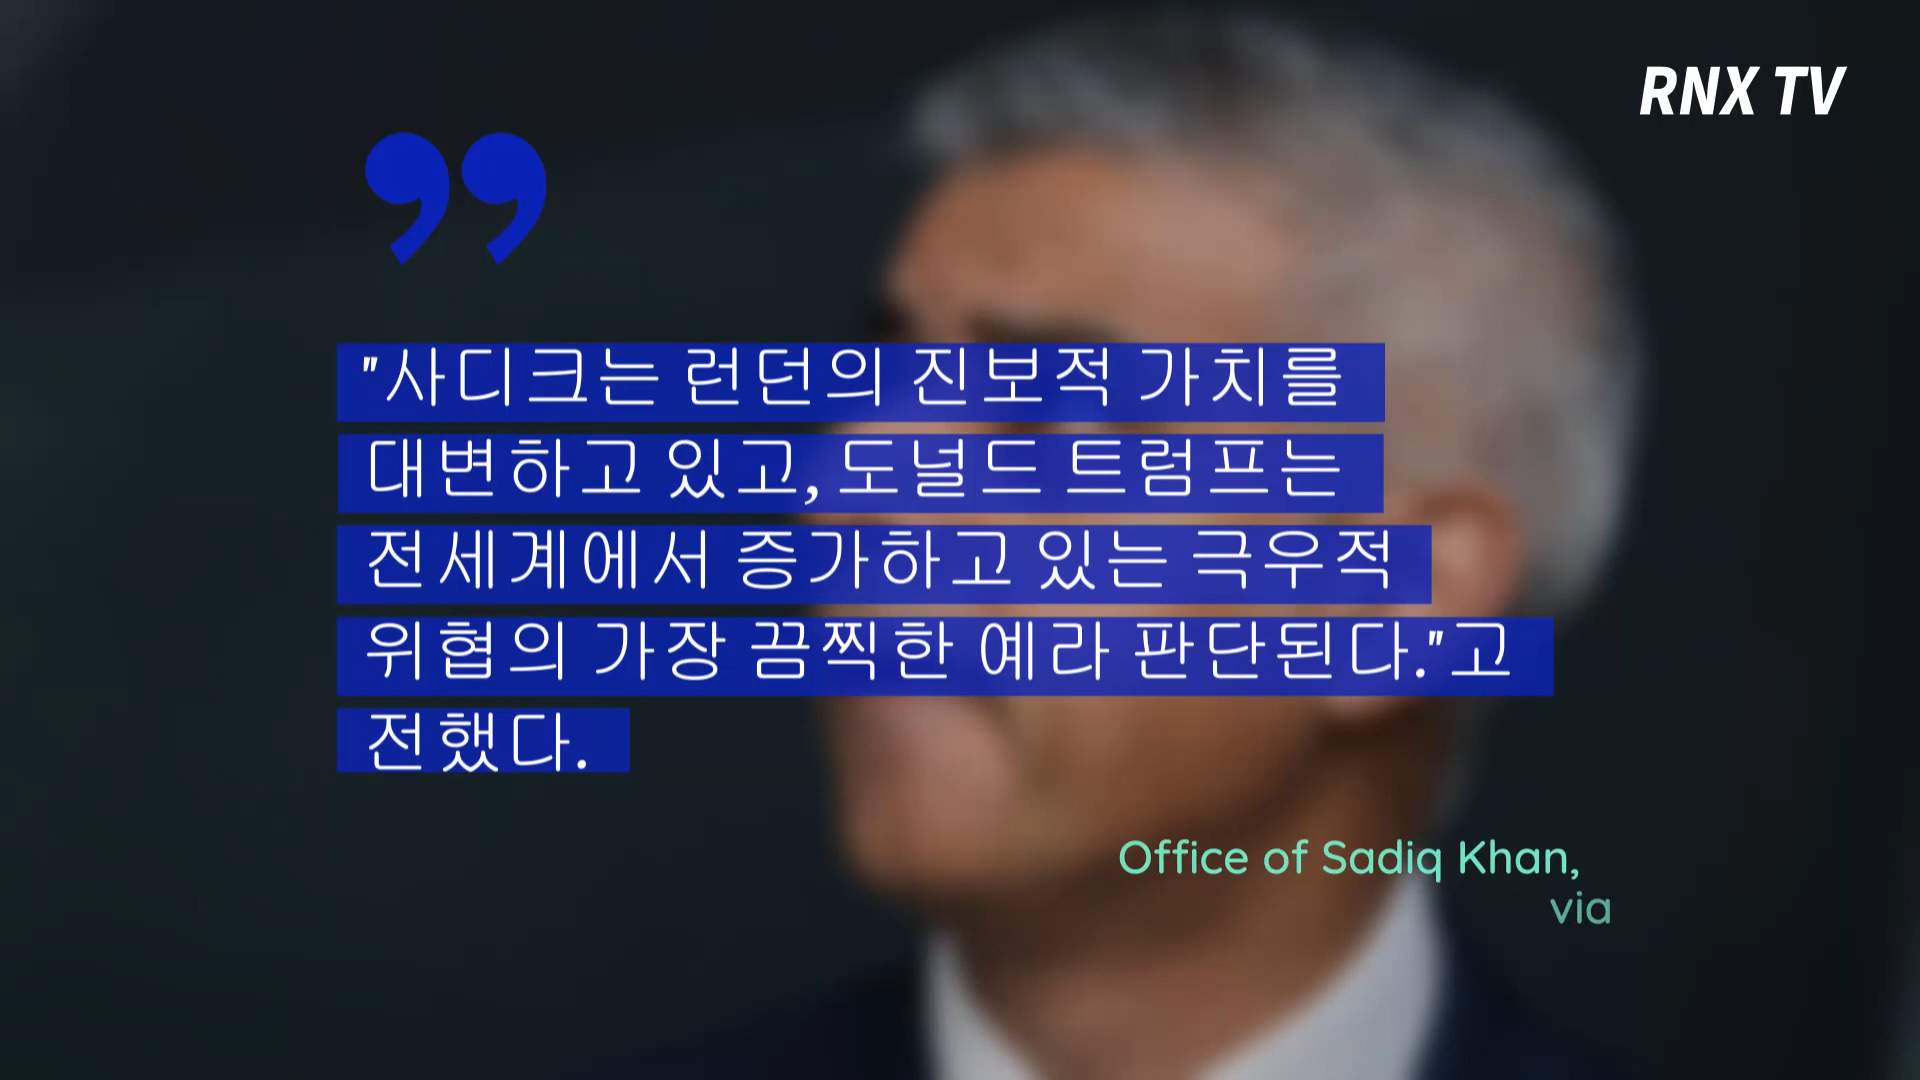 RNX TV
"사디크는 런던의 진보적 가치를
대변하고 있고, 도널드 트럼프는
전세계에서 증가하고 있는 극우적
위협의 가장 끔찍한 예라 판단된다."고
전했다.
Office of Sadiq Khan,
via